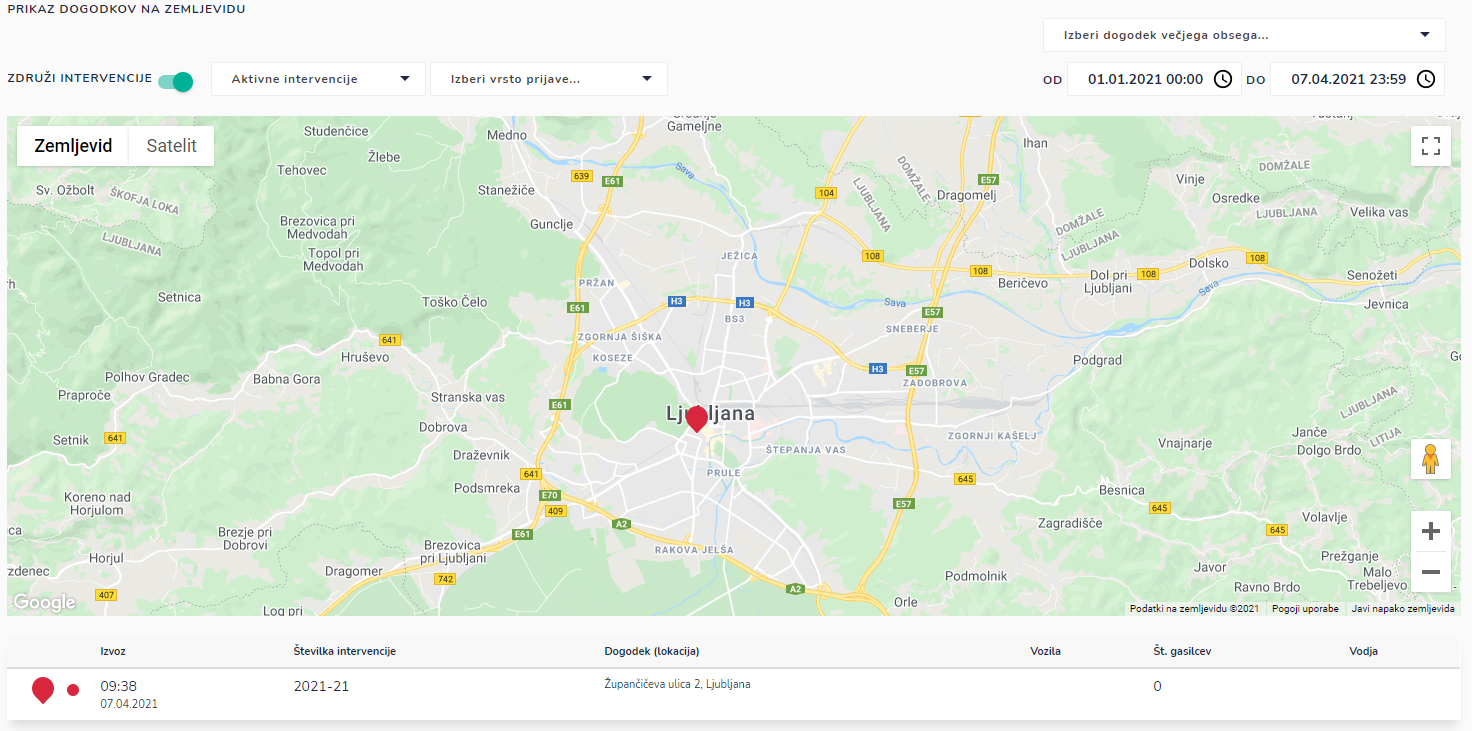 PRIKAZ DOGODKOV NA ZEMLJEVIDU
Izberi dogodek večjega obsega...
ZDRUŽI INTERVENCIJE
Aktivne intervencije
Izberi vrsto prijave...
OD
01.01.2021 00:00
DO
07.04.2021 23:59
Zemljevid
Satelit
Studenčice
Medno
Gameljne
Ihan
Žlebe
Tehovec
Sv. Ožbolt
ŠKOFJA LOKA
LJUBLJANA
Stanežiče
639
E61
Sava
104
LJUBLJANA
DOMŽALE
E57
Dragomelj
DOMŽALE
Vinje
Osredke
LJUBLJANA
Velika vas
Brezovica pri
Medvodah
Gunclje
DOMŽALE
LJUBLJANA
Topol pri
Medvodah
JEŽICA
108
108
108
108
Dolsko
Dol pri
Ljubljani
Beričevo
Senožeti
Sava
Jevnica
Setnica
Toško Čelo
PRŽAN
E61
H3
H3
BS3
Sava
E57
SNEBERJE
ZGORNJA ŠIŠKA
KOSEZE
641
Hruševo
Podgrad
H3
E57
ZADOBROVA
Polhov Gradec
Babna Gora
Praproče
Stranska vas
E61
Ljubljana
LJUBLJANA
LITIJA
Dobrova
Setnik
641
ZGORNJI KAŠELJ
Janče
Vnajnarje
Dolgo Brdo
ŠTEPANJA VAS
Draževnik
641
PRULE
645
Podsmreka
E70
409
E57
Besnica
645
Koreno nad
Horjulom
Zagradišče
Volavlje
645
A2
E61
Brezje pri
Dobrovi
Brezovica
pri Ljubljani
RAKOVA JELŠA
Horjul
Prežganje
Dragomer
742
Podmolnik
Javor
Malo
Trebeljevo
Ravno Brdo
407
A2
Orle
Log pri
Google
Podatki na zemljevidu ©2021
Pogoji uporabe
Javi napako zemljevida
Izvoz
Številka intervencije
Dogodek (lokacija)
Vozila
Št. gasilcev
Vodja
09:38
2021-21
Župančičeva ulica 2, Ljubljana
0
07.04.2021